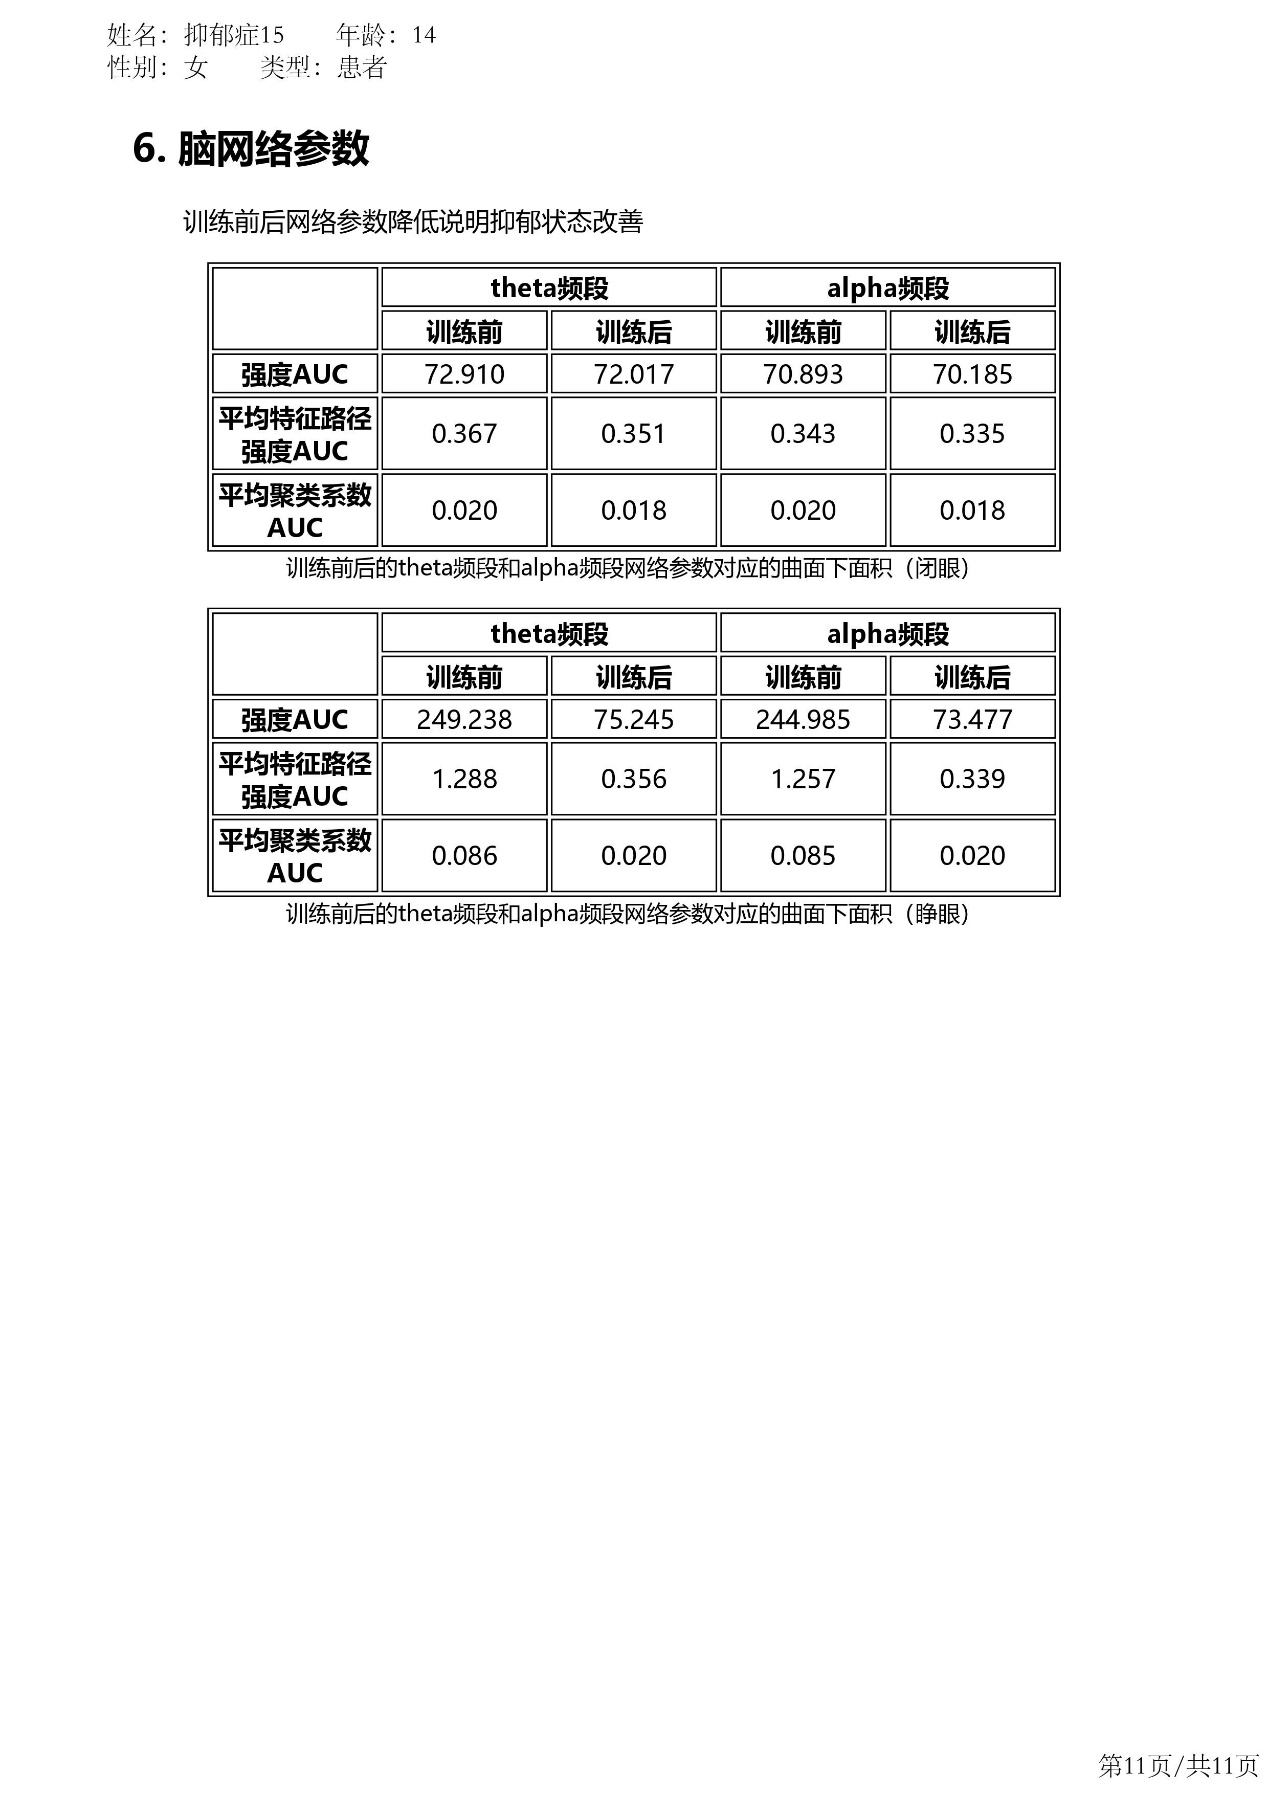 姓名：抑郁症15 年龄：14
性别：女 类型：患者
6. 脑网络参数
训练前后网络参数降低说明抑郁状态改善
theta频段 alpha频段
训练前 训练后 训练前 训练后
强度AUC 72.910 72.017 70.893 70.185
平均特征路径
强度AUC 0.367 0.351 0.343 0.335
平均聚类系数
AUC 0.020 0.018 0.020 0.018
训练前后的theta频段和alpha频段网络参数对应的曲面下面积（闭眼）
theta频段 alpha频段
训练前 训练后 训练前 训练后
强度AUC 249.238 75.245 244.985 73.477
平均特征路径
强度AUC 1.288 0.356 1.257 0.339
平均聚类系数
AUC 0.086 0.020 0.085 0.020
训练前后的theta频段和alpha频段网络参数对应的曲面下面积（睁眼）
第11页/共11页